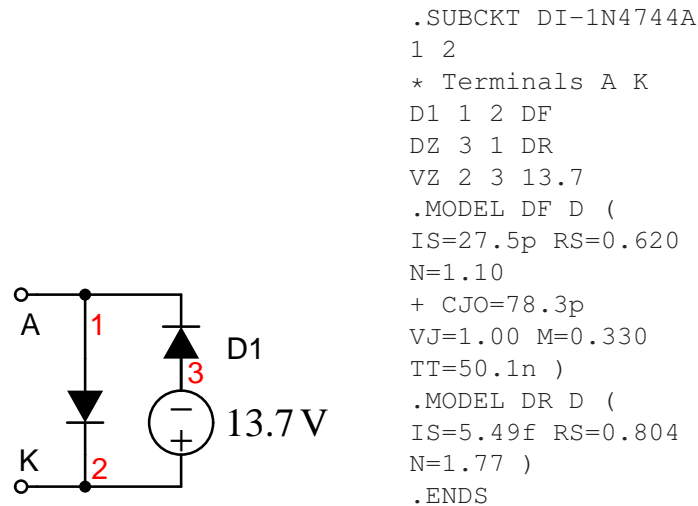 .SUBCKT DI-1N4744A
1 2
* Terminals A K
D1 1 2 DF
DZ 3 1 DR
VZ 2 3 13.7
.MODEL DF D (
IS=27.5p RS=0.620
N=1.10
+ CJO=78.3p
VJ=1.00 M=0.330
TT=50.1n )
.MODEL DR D (
IS=5.49f RS=0.804
N=1.77 )
.ENDS
A
1
D1
3
13.7 V
K
2